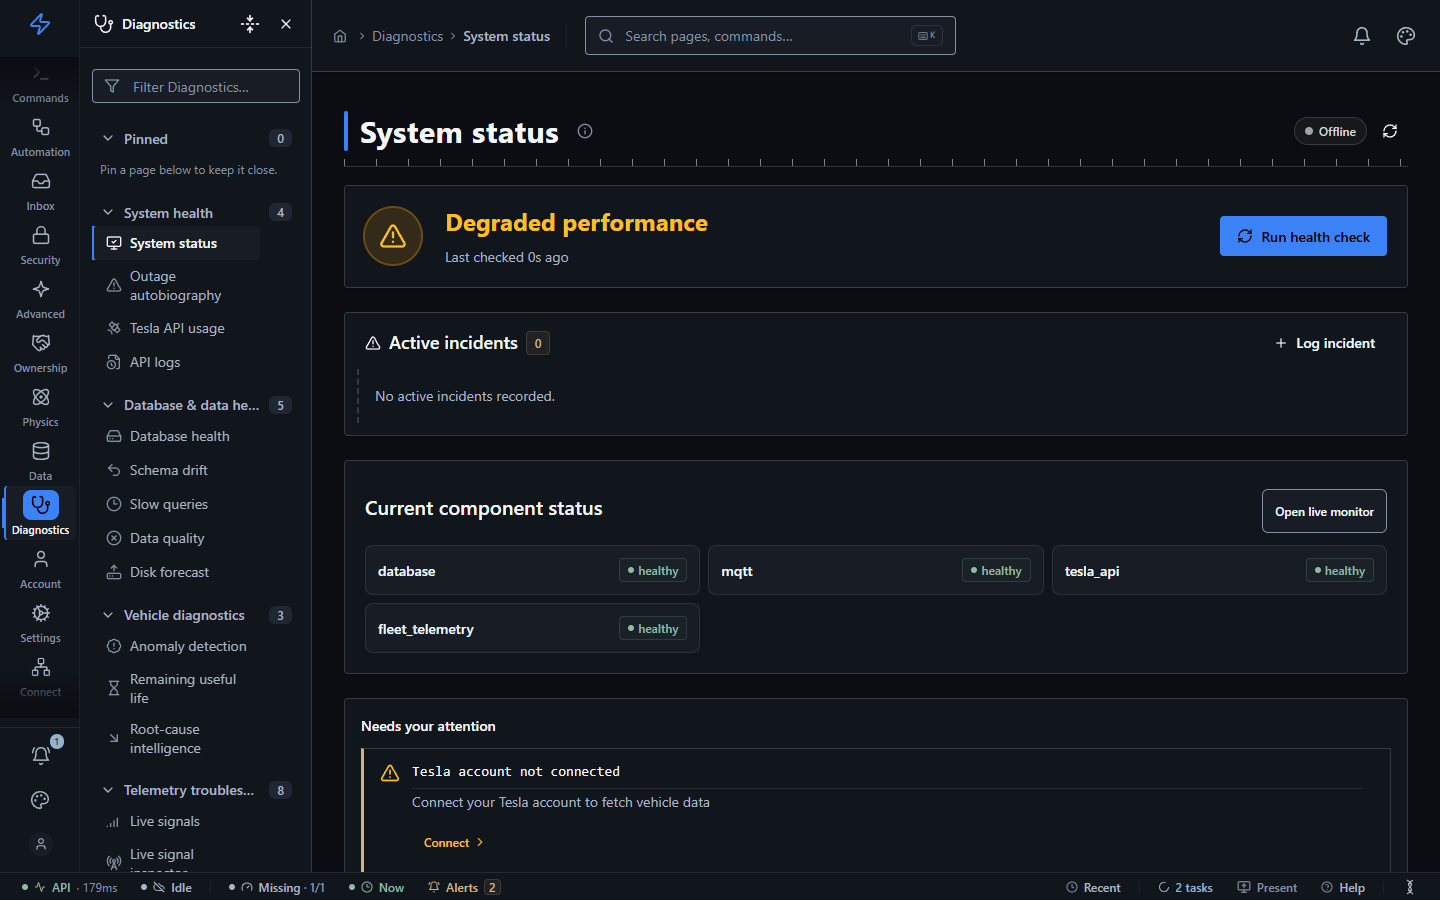 Diagnostics
Diagnostics
System status
Search pages, commands...
K
Commands
Automation
Inbox
Security
Advanced
Ownership
Physics
Data
Diagnostics
Account
Settings
Connect
1
Filter Diagnostics...
Pinned
0
Pin a page below to keep it close.
System health
4
System status
Outage
autobiography
Tesla API usage
API logs
Database & data he...
5
Database health
Schema drift
Slow queries
Data quality
Disk forecast
Vehicle diagnostics
3
Anomaly detection
Remaining useful
life
Root-cause
intelligence
Telemetry troubles...
8
Live signals
Live signal
System status
Offline
Degraded performance
Last checked 0s ago
Run health check
Active incidents
0
Log incident
No active incidents recorded.
Current component status
Open live monitor
database
healthy
mqtt
healthy
tesla_api
healthy
fleet_telemetry
healthy
Needs your attention
Tesla account not connected
Connect your Tesla account to fetch vehicle data
Connect
API · 179ms
Idle
Missing · 1/1
Now
Alerts 2
Recent
2 tasks
Present
Help